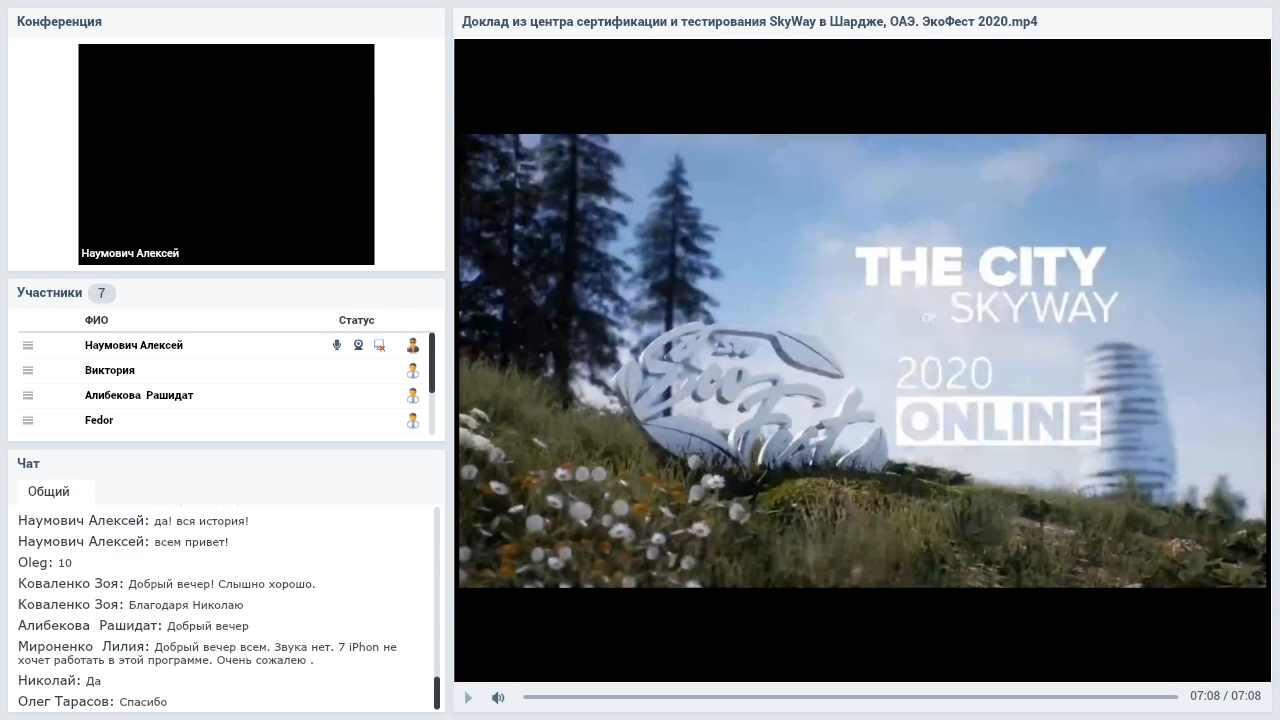 Конференция
Наумович Алексей
Участники 7
ФИО Статус
Наумович Алексей
Виктория
Алибекова Рашидат
Fedor
Чат
Общий
Наумович Алексей: да! вся история!
Наумович Алексей: всем привет!
Oleg: 10
Коваленко Зоя: Добрый вечер! Слышно хорошо.
Коваленко Зоя: Благодаря Николаю
Алибекова Рашидат: Добрый вечер
Мироненко Лилия: Добрый вечер всем. Звука нет. 7 iPhon не
хочет работать в этой программе. Очень сожалею .
Николай: Да
Олег Тарасов: Спасибо
Доклад из центра сертификации и тестирования SkyWay в Шардже, ОАЭ. ЭкоФест 2020.mp4
THE CITY
OF SKYWAY
2020
ONLINE
07:08 / 07:08